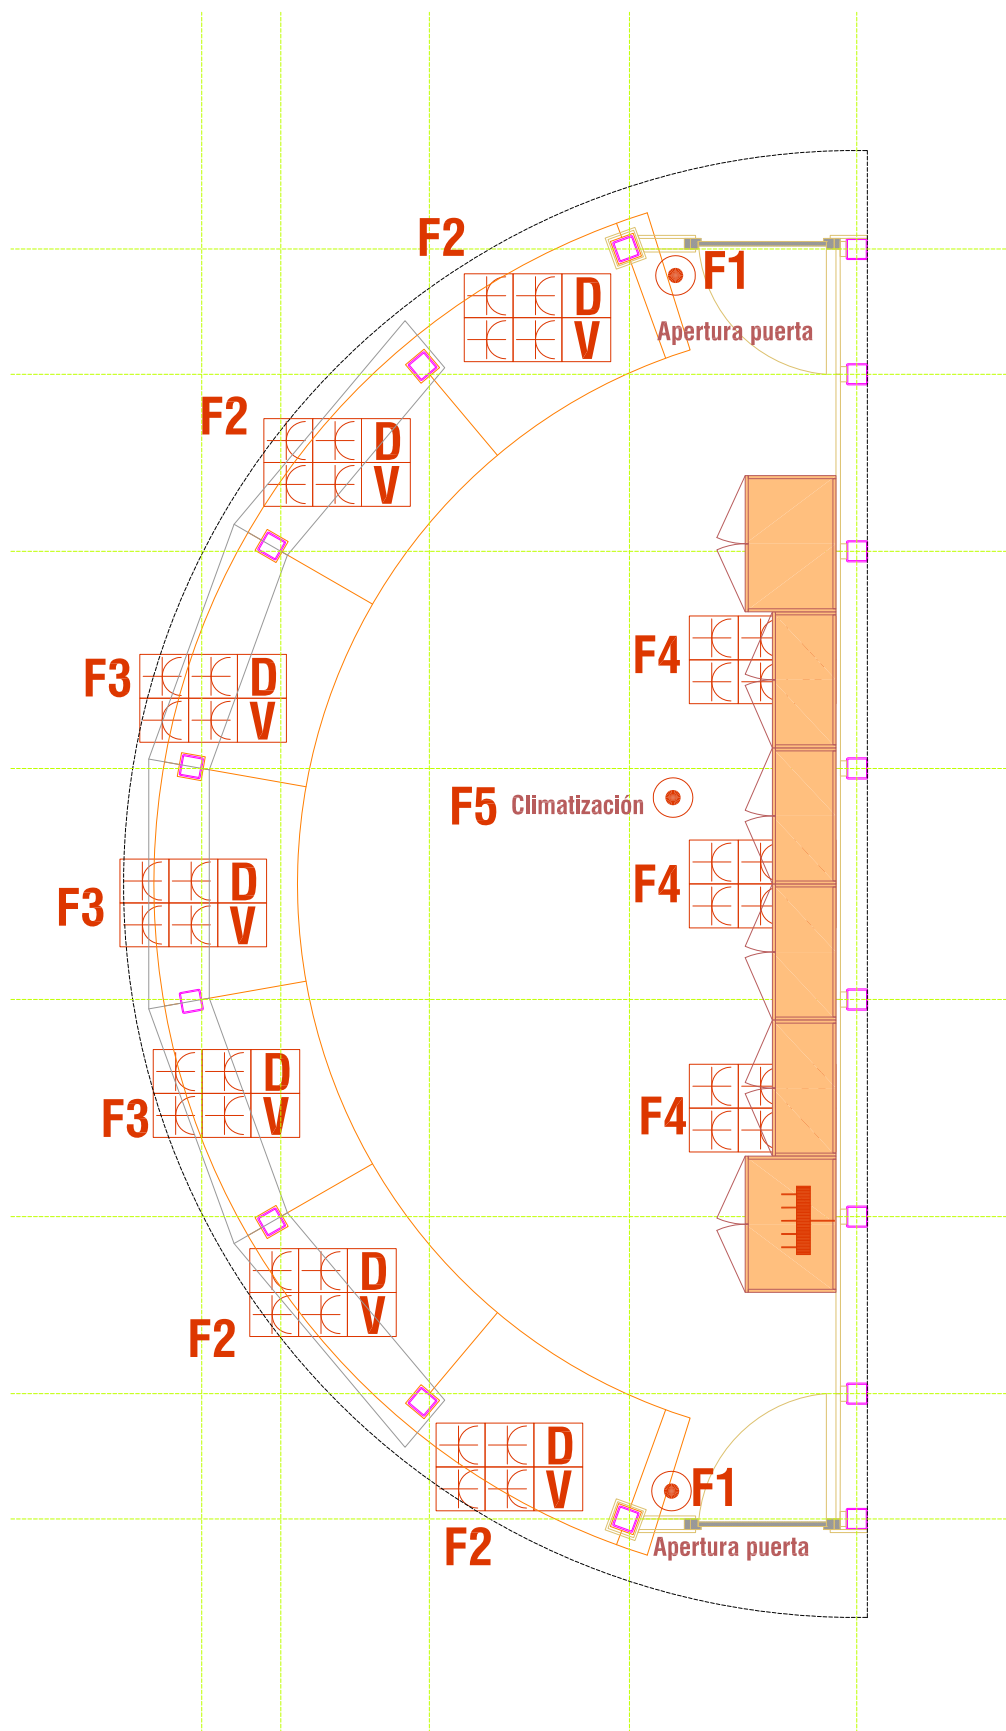 F2
F1
D
V
Apertura puerta
F2
D
V
F4
F3
D
V
F5 Climatización
F4
F3
D
V
D
V
F3
F4
D
V
F2
D
V
F1
F2
Apertura puerta